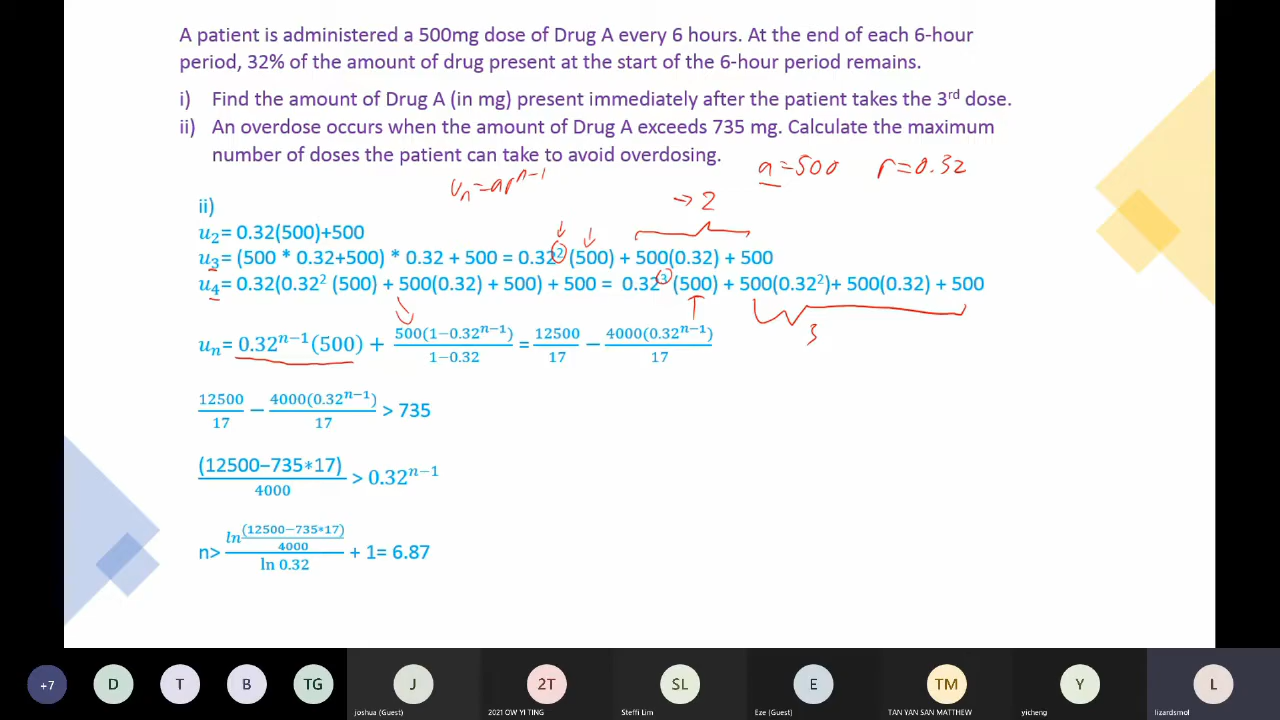 A patient is administered a 500mg dose of Drug A every 6 hours. At the end of each 6-hour
period, 32% of the amount of drug present at the start of the 6-hour period remains.
i) Find the amount of Drug A (in mg) present immediately after the patient takes the 3rd dose.
ii) An overdose occurs when the amount of Drug A exceeds 735 mg. Calculate the maximum
number of doses the patient can take to avoid overdosing.
a=500 r=0.32
uₙ=arⁿ⁻¹
→2
ii)
u₂= 0.32(500)+500
u₃= (500 * 0.32+500) * 0.32 + 500 = 0.32² (500) + 500(0.32) + 500
u₄= 0.32(0.32² (500) + 500(0.32) + 500) + 500 = 0.32³ (500) + 500(0.32²)+ 500(0.32) + 500
3
uₙ= 0.32ⁿ⁻¹(500) + 500(1−0.32ⁿ⁻¹)/1−0.32 = 12500/17 − 4000(0.32ⁿ⁻¹)/17
12500/17 − 4000(0.32ⁿ⁻¹)/17 > 735
(12500−735*17)/4000 > 0.32ⁿ⁻¹
n> ln (12500−735*17)/4000 / ln 0.32 + 1= 6.87
+7 D T B TG J 2T SL E TM Y L
joshua (Guest) 2021 OW YI TING Steffi Lim Eze (Guest) TAN YAN SAN MATTHEW yicheng lizardsmol